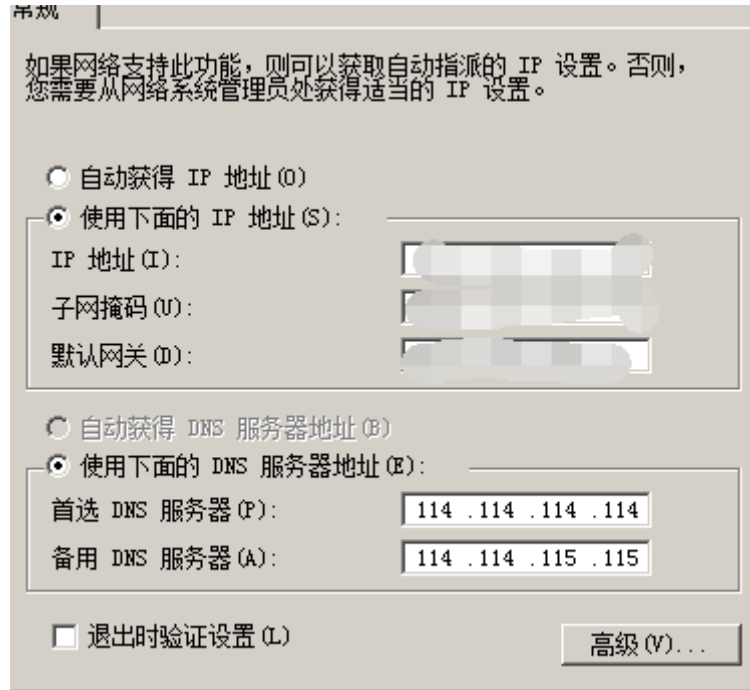 常规
如果网络支持此功能，则可以获取自动指派的 IP 设置。否则，
您需要从网络系统管理员处获得适当的 IP 设置。
自动获得 IP 地址(O)
使用下面的 IP 地址(S):
IP 地址(I):
子网掩码(U):
默认网关(D):
自动获得 DNS 服务器地址(B)
使用下面的 DNS 服务器地址(E):
首选 DNS 服务器(P): 114 .114 .114 .114
备用 DNS 服务器(A): 114 .114 .115 .115
退出时验证设置(L)
高级(V)...